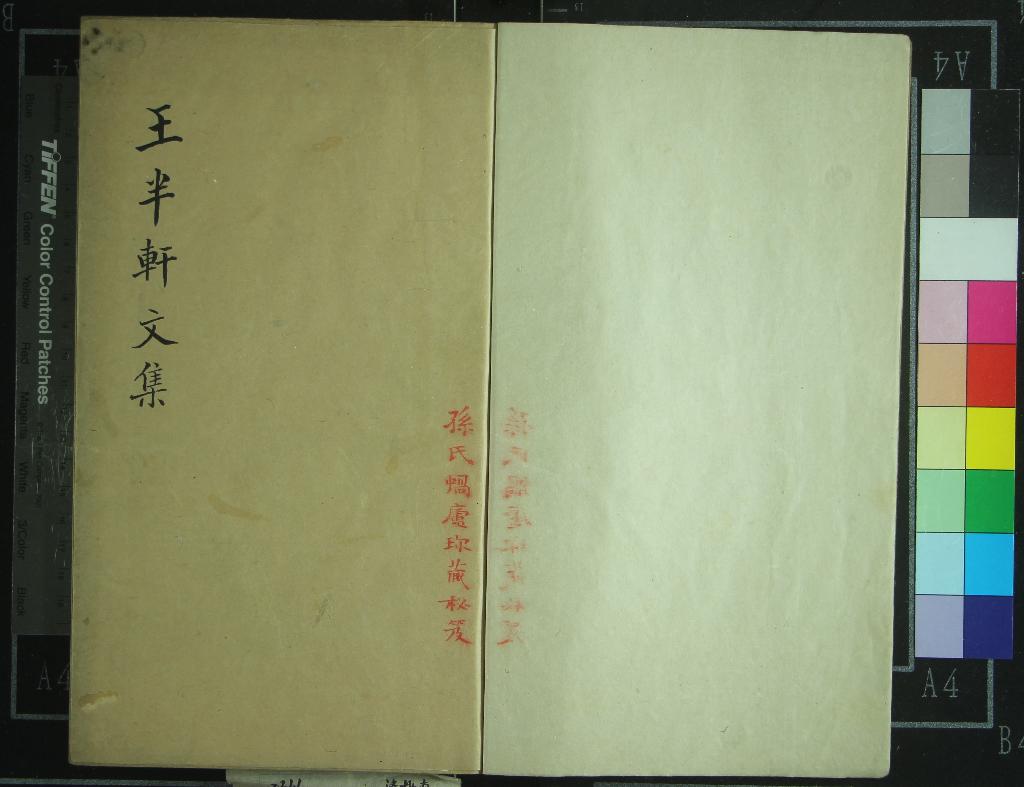 王半軒文集
孫氏蝸廬珎藏秘笈
TIFFEN Color Control Patches
Blue
Cyan
Green
Yellow
Red
Magenta
White
3/Color
Black
A4
A4
A4
A4
B4
B